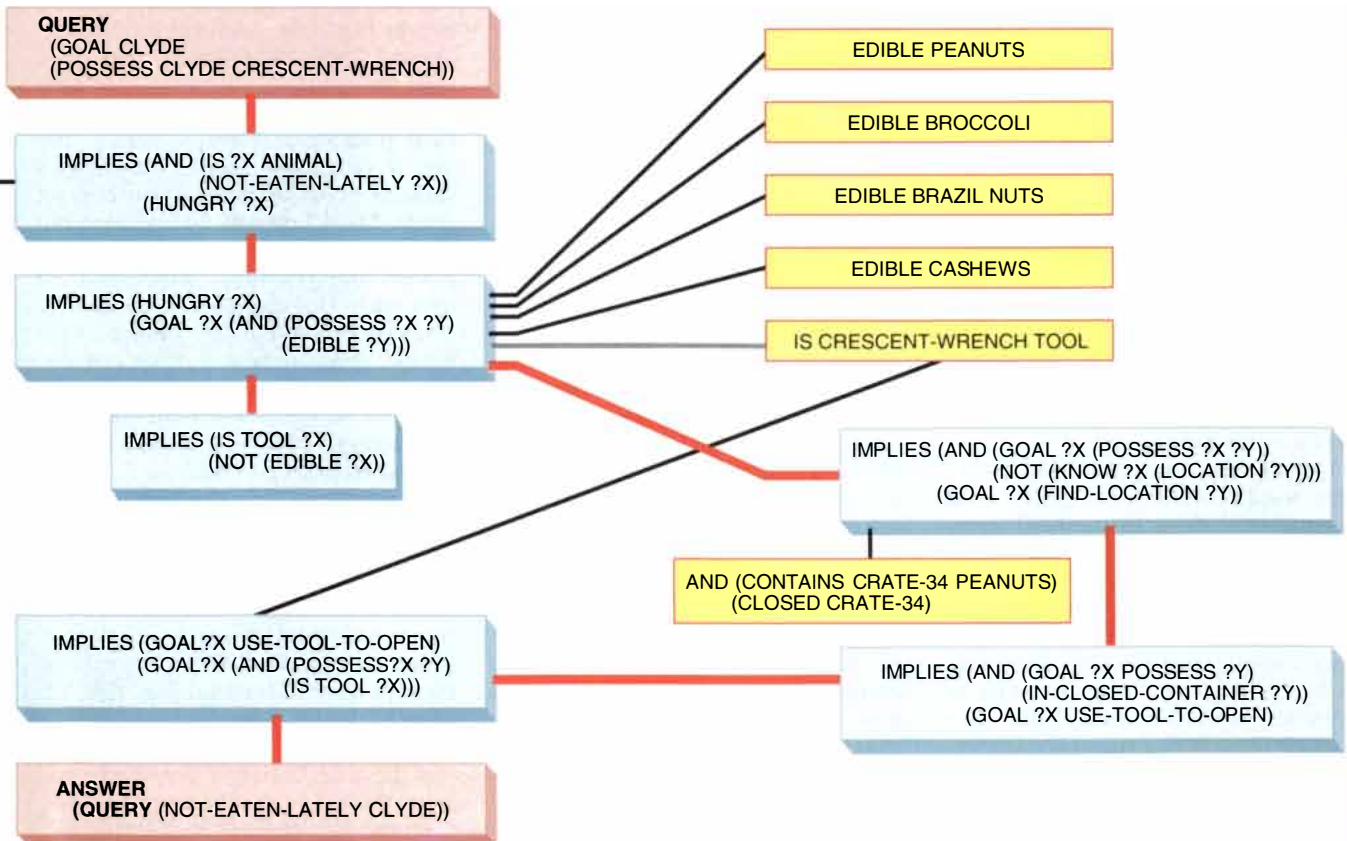 QUERY
(GOAL CLYDE
(POSSESS CLYDE CRESCENT-WRENCH))
IMPLIES (AND (IS ?X ANIMAL)
(NOT-EATEN-LATELY ?X))
(HUNGRY ?X)
IMPLIES (HUNGRY ?X)
(GOAL ?X (AND (POSSESS ?X ?Y)
(EDIBLE ?Y)))
IMPLIES (IS TOOL ?X)
(NOT (EDIBLE ?X))
EDIBLE PEANUTS
EDIBLE BROCCOLI
EDIBLE BRAZIL NUTS
EDIBLE CASHEWS
IS CRESCENT-WRENCH TOOL
IMPLIES (AND (GOAL ?X (POSSESS ?X ?Y))
(NOT (KNOW ?X (LOCATION ?Y))))
(GOAL ?X (FIND-LOCATION ?Y))
AND (CONTAINS CRATE-34 PEANUTS)
(CLOSED CRATE-34)
IMPLIES (AND (GOAL ?X POSSESS ?Y)
(IN-CLOSED-CONTAINER ?Y))
(GOAL ?X USE-TOOL-TO-OPEN)
IMPLIES (GOAL?X USE-TOOL-TO-OPEN)
(GOAL?X (AND (POSSESS?X ?Y)
(IS TOOL ?X)))
ANSWER
(QUERY (NOT-EATEN-LATELY CLYDE))